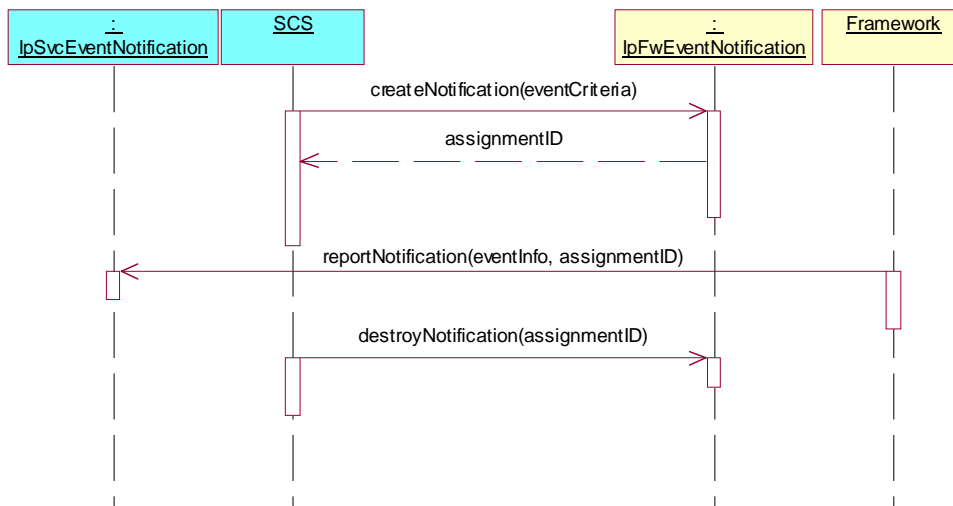 :
IpSvcEventNotification
SCS
:
IpFwEventNotification
Framework
createNotification(eventCriteria)
assignmentID
reportNotification(eventInfo, assignmentID)
destroyNotification(assignmentID)